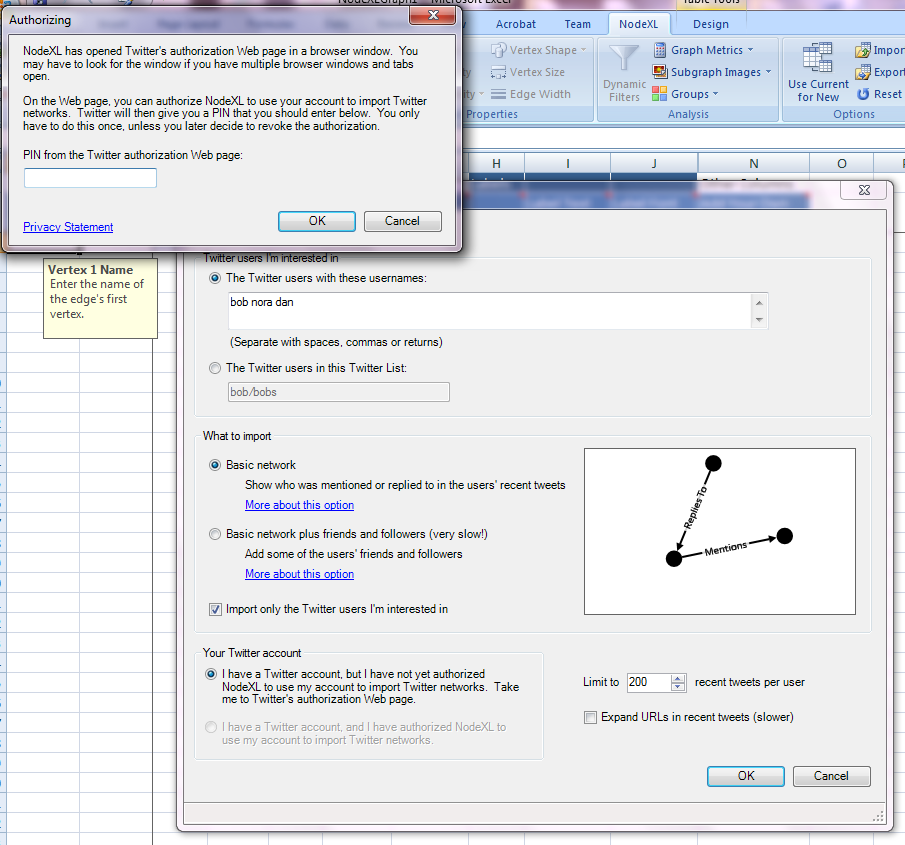 NodeXLGraph1 - Microsoft Excel
Table Tools
Authorizing
Acrobat Team NodeXL Design
NodeXL has opened Twitter's authorization Web page in a browser window. You
may have to look for the window if you have multiple browser windows and tabs
open.
On the Web page, you can authorize NodeXL to use your account to import Twitter
networks. Twitter will then give you a PIN that you should enter below. You only
have to do this once, unless you later decide to revoke the authorization.
PIN from the Twitter authorization Web page:
Privacy Statement
OK
Cancel
Vertex Shape
Vertex Size
Edge Width
Properties
Dynamic
Filters
Graph Metrics
Subgraph Images
Groups
Analysis
Use Current
for New
Import
Export
Reset
Options
H I J N O
Vertex 1 Name
Enter the name of
the edge's first
vertex.
Twitter users I'm interested in
The Twitter users with these usernames:
bob nora dan
(Separate with spaces, commas or returns)
The Twitter users in this Twitter List:
bob/bobs
What to import
Basic network
Show who was mentioned or replied to in the users' recent tweets
More about this option
Basic network plus friends and followers (very slow!)
Add some of the users' friends and followers
More about this option
Import only the Twitter users I'm interested in
Replies To
Mentions
Your Twitter account
I have a Twitter account, but I have not yet authorized
NodeXL to use my account to import Twitter networks. Take
me to Twitter's authorization Web page.
I have a Twitter account, and I have authorized NodeXL to
use my account to import Twitter networks.
Limit to 200 recent tweets per user
Expand URLs in recent tweets (slower)
OK
Cancel